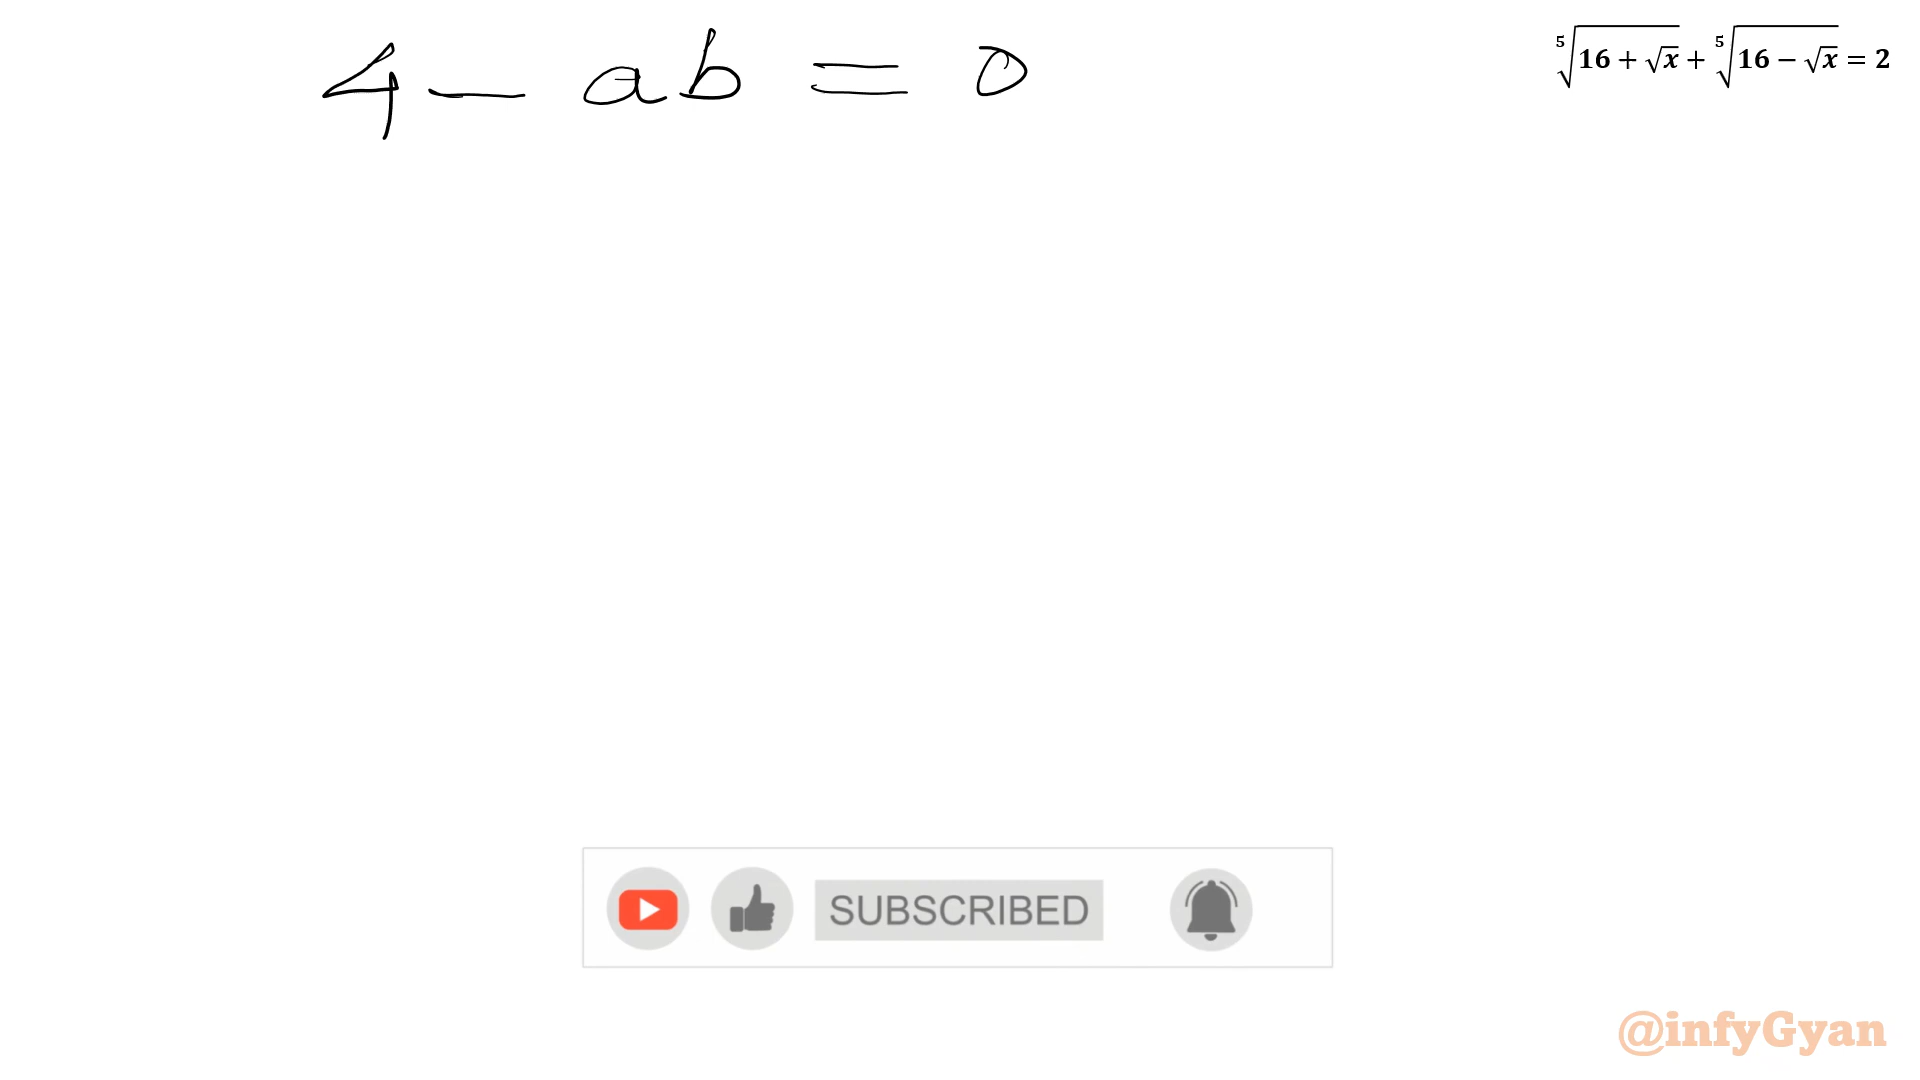 4 — ab = 0
⁵√(16 + √x) + ⁵√(16 − √x) = 2
SUBSCRIBED
@infyGyan